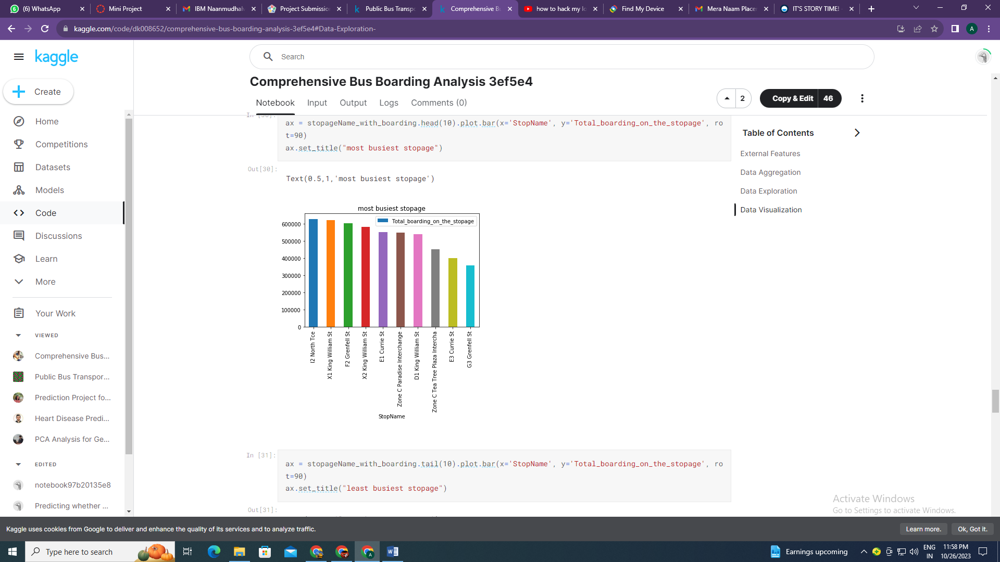 (6) WhatsApp
Mini Project
IBM Naanmudhal
Project Submission
Public Bus Transpo
Comprehensive Bu
how to hack my lo
Find My Device
Mera Naam Placem
IT'S STORY TIME!
kaggle.com/code/dk008652/comprehensive-bus-boarding-analysis-3ef5e4#Data-Exploration-
A
kaggle
Search
Create
Comprehensive Bus Boarding Analysis 3ef5e4
Notebook
Input
Output
Logs
Comments (0)
2
Copy & Edit 46
Home
Competitions
Datasets
Models
Code
Discussions
Learn
More
Your Work
VIEWED
Comprehensive Bus...
Public Bus Transpor...
Prediction Project fo...
Heart Disease Predi...
PCA Analysis for Ge...
EDITED
notebook97b20135e8
Predicting whether ...
In [30]:
ax = stopageName_with_boarding.head(10).plot.bar(x='StopName', y='Total_boarding_on_the_stopage', ro
t=90)
ax.set_title("most busiest stopage")
Out[30]:
Text(0.5,1,'most busiest stopage')
most busiest stopage
Total_boarding_on_the_stopage
600000
500000
400000
300000
200000
100000
0
I2 North Tce
X1 King William St
F2 Grenfell St
X2 King William St
E1 Currie St
Zone C Paradise Interchange
D1 King William St
Zone C Tea Tree Plaza Intercha
E3 Currie St
G3 Grenfell St
StopName
In [31]:
ax = stopageName_with_boarding.tail(10).plot.bar(x='StopName', y='Total_boarding_on_the_stopage', ro
t=90)
ax.set_title("least busiest stopage")
Out[31]:
Table of Contents
External Features
Data Aggregation
Data Exploration
Data Visualization
Activate Windows
Go to Settings to activate Windows.
Kaggle uses cookies from Google to deliver and enhance the quality of its services and to analyze traffic.
Learn more.
Ok, Got it.
Type here to search
Earnings upcoming
ENG
IN
11:58 PM
10/26/2023